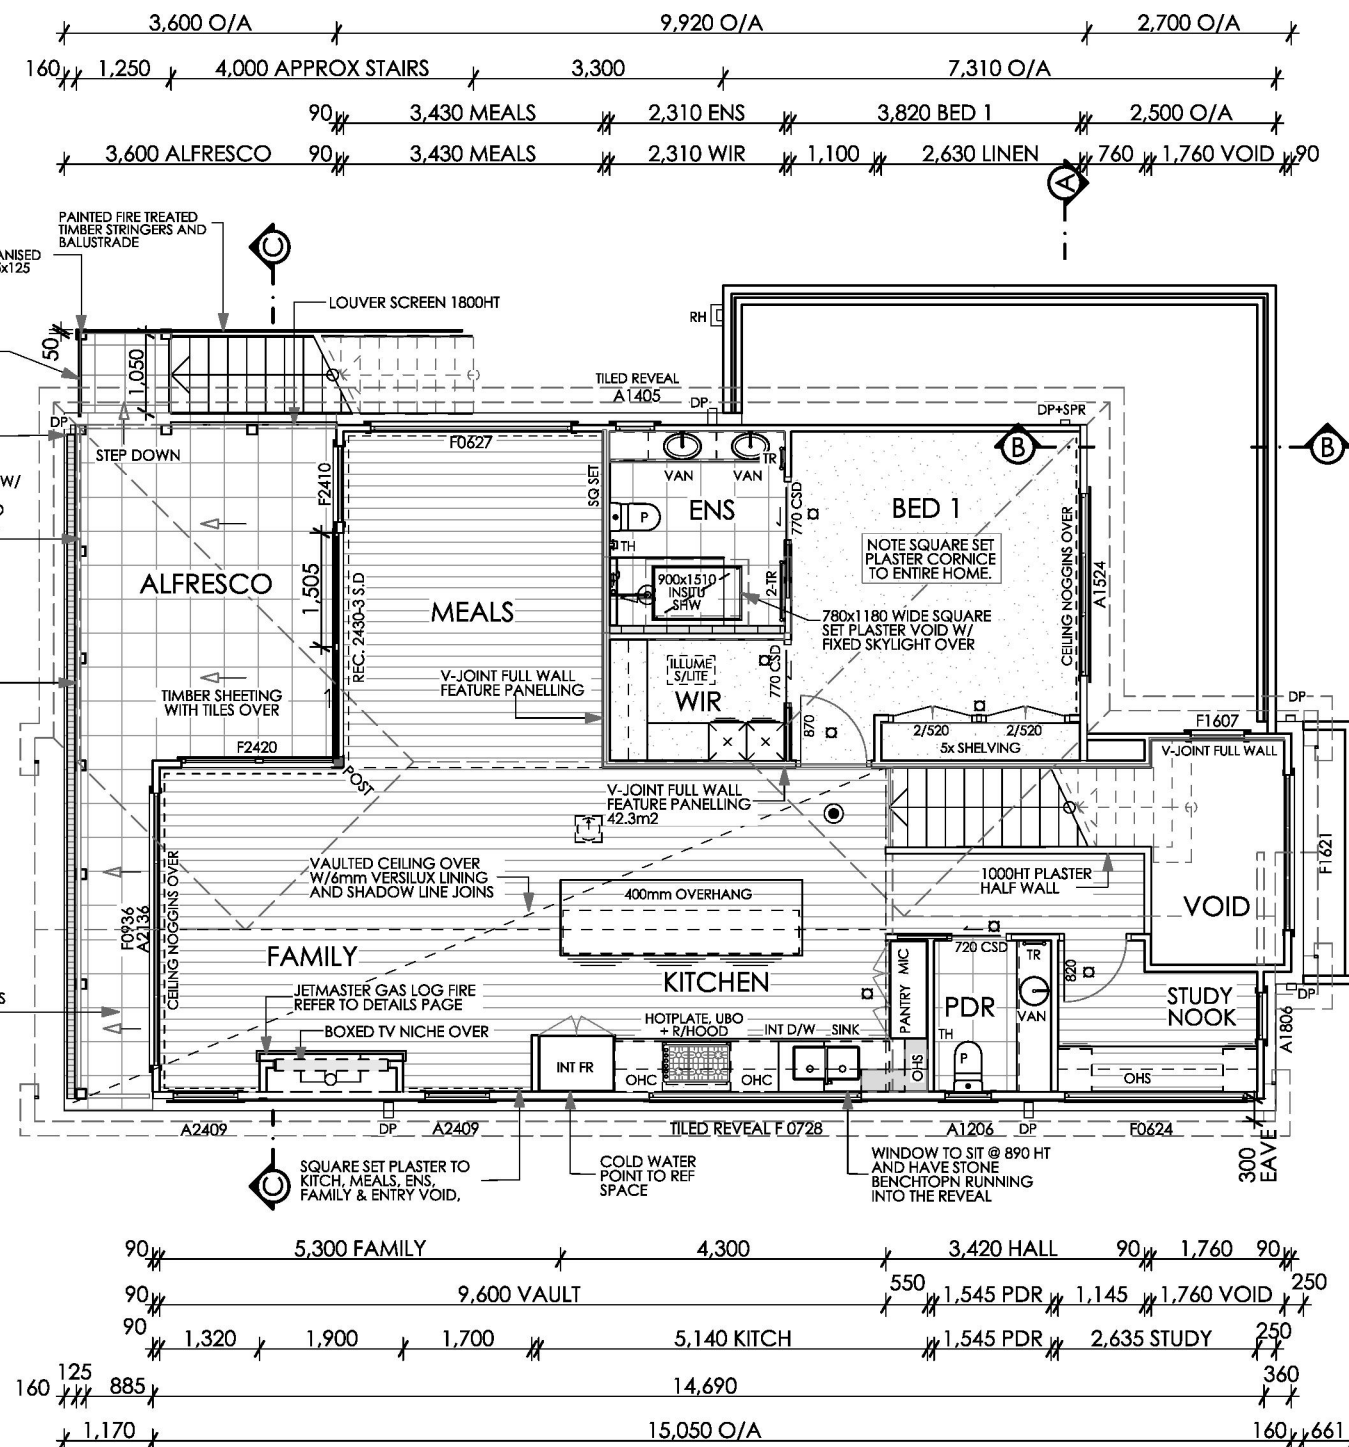 3,600 O/A 9,920 O/A 2,700 O/A
160 1,250 4,000 APPROX STAIRS 3,300 7,310 O/A
90 3,430 MEALS 2,310 ENS 3,820 BED 1 2,500 O/A
3,600 ALFRESCO 90 3,430 MEALS 2,310 WIR 1,100 2,630 LINEN 760 1,760 VOID 90
A
PAINTED FIRE TREATED
TIMBER STRINGERS AND
BALUSTRADE
C
LOUVER SCREEN 1800HT
RH
50
1,050
TILED REVEAL
A1405
DP
DP
DP+SPR
STEP DOWN
F0627
F2410
SQ SET
VAN
VAN
TR
B
B
W/
770 CSD
P
ENS
BED 1
TH
NOTE SQUARE SET
PLASTER CORNICE
TO ENTIRE HOME.
CEILING NOGGINS OVER
A1524
ALFRESCO
1,505
REC. 2430-3 S.D
MEALS
900x1510
INSITU
SHW
2-TR
780x1180 WIDE SQUARE
SET PLASTER VOID W/
FIXED SKYLIGHT OVER
TIMBER SHEETING
WITH TILES OVER
V-JOINT FULL WALL
FEATURE PANELLING
ILLUME
S/LITE
WIR
770 CSD
870
2/520
2/520
5x SHELVING
DP
F1607
V-JOINT FULL WALL
F2420
POST
V-JOINT FULL WALL
FEATURE PANELLING
42.3m2
VAULTED CEILING OVER
W/6mm VERSILUX LINING
AND SHADOW LINE JOINS
1000HT PLASTER
HALF WALL
F1621
400mm OVERHANG
VOID
F0936
A2136
CEILING NOGGINS OVER
FAMILY
KITCHEN
PANTRY
MIC
720 CSD
TR
820
JETMASTER GAS LOG FIRE
REFER TO DETAILS PAGE
BOXED TV NICHE OVER
HOTPLATE, UBO
+ R/HOOD
INT D/W
SINK
PDR
VAN
STUDY
NOOK
DP
A1806
TH
P
INT FR
OHC
OHC
OHS
OHS
A2409
DP
A2409
TILED REVEAL F 0728
A1206
DP
F0624
C
SQUARE SET PLASTER TO
KITCH, MEALS, ENS,
FAMILY & ENTRY VOID,
COLD WATER
POINT TO REF
SPACE
WINDOW TO SIT @ 890 HT
AND HAVE STONE
BENCHTOPN RUNNING
INTO THE REVEAL
300
EAVE
90 5,300 FAMILY 4,300 3,420 HALL 90 1,760 90
90 9,600 VAULT 550 1,545 PDR 1,145 1,760 VOID 250
90 1,320 1,900 1,700 5,140 KITCH 1,545 PDR 2,635 STUDY 250
160 125 885 14,690 360
1,170 15,050 O/A 160 661